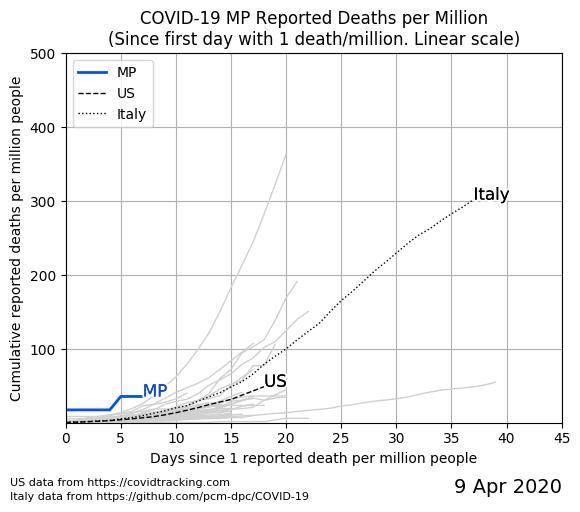 COVID-19 MP Reported Deaths per Million
(Since first day with 1 death/million. Linear scale)
Cumulative reported deaths per million people
500
400
300
200
100
MP
US
Italy
Italy
US
MP
0 5 10 15 20 25 30 35 40 45
Days since 1 reported death per million people
US data from https://covidtracking.com
Italy data from https://github.com/pcm-dpc/COVID-19
9 Apr 2020